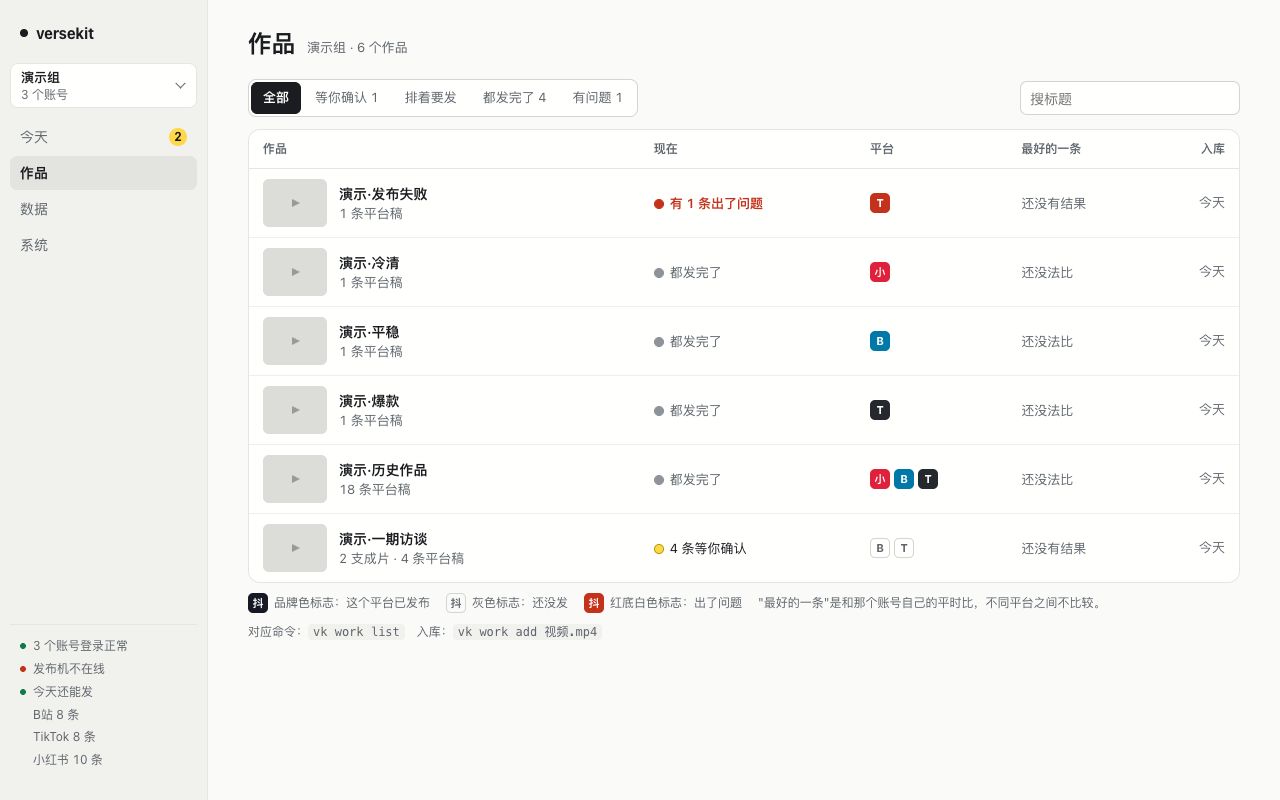 versekit
演示组
3 个账号
今天 2
作品
数据
系统
3 个账号登录正常
发布机不在线
今天还能发
B站 8 条
TikTok 8 条
小红书 10 条
作品 演示组 · 6 个作品
全部 等你确认 1 排着要发 都发完了 4 有问题 1 搜标题
作品 现在 平台 最好的一条 入库
演示·发布失败
1 条平台稿
有 1 条出了问题 T 还没有结果 今天
演示·冷清
1 条平台稿
都发完了 小 还没法比 今天
演示·平稳
1 条平台稿
都发完了 B 还没法比 今天
演示·爆款
1 条平台稿
都发完了 T 还没法比 今天
演示·历史作品
18 条平台稿
都发完了 小 B T 还没法比 今天
演示·一期访谈
2 支成片 · 4 条平台稿
4 条等你确认 B T 还没有结果 今天
抖 品牌色标志：这个平台已发布 抖 灰色标志：还没发 抖 红底白色标志：出了问题 "最好的一条"是和那个账号自己的平时比，不同平台之间不比较。
对应命令： vk work list 入库： vk work add 视频.mp4